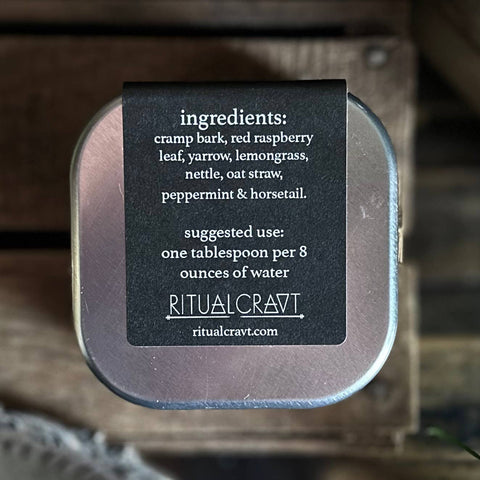 ingredients:
cramp bark, red raspberry
leaf, yarrow, lemongrass,
nettle, oat straw,
peppermint & horsetail.
suggested use:
one tablespoon per 8
ounces of water
RITUALCRAVT
ritualcravt.com